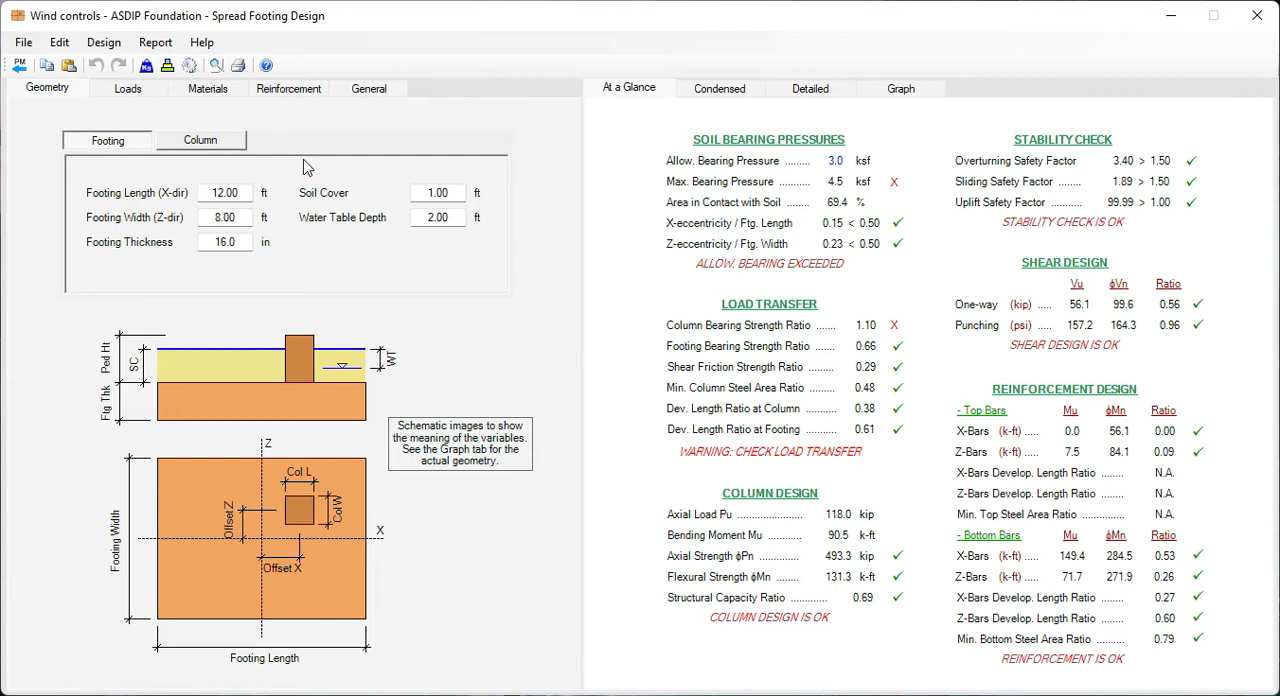 Wind controls - ASDIP Foundation - Spread Footing Design
File Edit Design Report Help
PM
Kg
Geometry Loads Materials Reinforcement General
At a Glance Condensed Detailed Graph
Footing Column
Footing Length (X-dir) 12.00 ft Soil Cover 1.00 ft
Footing Width (Z-dir) 8.00 ft Water Table Depth 2.00 ft
Footing Thickness 16.0 in
Ped Ht
SC
WT
Ftg Thk
Schematic images to show
the meaning of the variables.
See the Graph tab for the
actual geometry.
Z
Col L
Col W
Offset Z
X
Offset X
Footing Width
Footing Length
SOIL BEARING PRESSURES
Allow. Bearing Pressure ........ 3.0 ksf
Max. Bearing Pressure ......... 4.5 ksf X
Area in Contact with Soil ...... 69.4 %
X-eccentricity / Ftg. Length 0.15 < 0.50 ✓
Z-eccentricity / Ftg. Width 0.23 < 0.50 ✓
ALLOW. BEARING EXCEEDED
LOAD TRANSFER
Column Bearing Strength Ratio ...... 1.10 X
Footing Bearing Strength Ratio ...... 0.66 ✓
Shear Friction Strength Ratio ........ 0.29 ✓
Min. Column Steel Area Ratio ....... 0.48 ✓
Dev. Length Ratio at Column ........ 0.38 ✓
Dev. Length Ratio at Footing .......... 0.61 ✓
WARNING: CHECK LOAD TRANSFER
COLUMN DESIGN
Axial Load Pu ....................... 118.0 kip
Bending Moment Mu ............ 90.5 k-ft
Axial Strength ϕPn .............. 493.3 kip ✓
Flexural Strength ϕMn ........ 131.3 k-ft ✓
Structural Capacity Ratio ............. 0.69 ✓
COLUMN DESIGN IS OK
STABILITY CHECK
Overturning Safety Factor 3.40 > 1.50 ✓
Sliding Safety Factor ........ 1.89 > 1.50 ✓
Uplift Safety Factor ........... 99.99 > 1.00 ✓
STABILITY CHECK IS OK
SHEAR DESIGN
Vu ϕVn Ratio
One-way (kip) ..... 56.1 99.6 0.56 ✓
Punching (psi) ..... 157.2 164.3 0.96 ✓
SHEAR DESIGN IS OK
REINFORCEMENT DESIGN
- Top Bars Mu ϕMn Ratio
X-Bars (k-ft) ..... 0.0 56.1 0.00 ✓
Z-Bars (k-ft) ..... 7.5 84.1 0.09 ✓
X-Bars Develop. Length Ratio ........ N.A.
Z-Bars Develop. Length Ratio ........ N.A.
Min. Top Steel Area Ratio ............... N.A.
- Bottom Bars Mu ϕMn Ratio
X-Bars (k-ft) ..... 149.4 284.5 0.53 ✓
Z-Bars (k-ft) ..... 71.7 271.9 0.26 ✓
X-Bars Develop. Length Ratio ........ 0.27 ✓
Z-Bars Develop. Length Ratio ........ 0.60 ✓
Min. Bottom Steel Area Ratio .......... 0.79 ✓
REINFORCEMENT IS OK